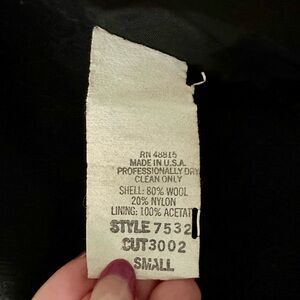 RN 48815
MADE IN U.S.A.
PROFESSIONALLY DRY
CLEAN ONLY
SHELL: 80% WOOL
20% NYLON
LINING: 100% ACETAT
STYLE 7532
CUT 3002
SMALL